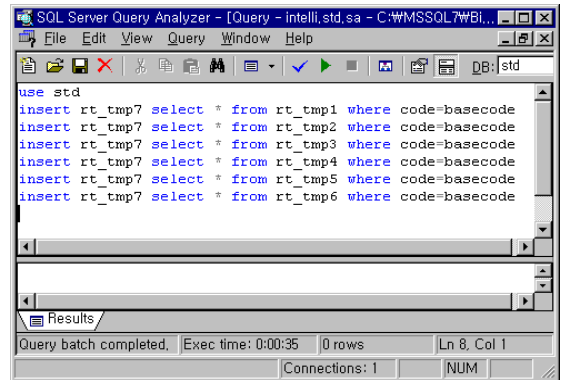 SQL Server Query Analyzer - [Query - intelli,std,sa - C:₩MSSQL7₩Bi...
File Edit View Query Window Help
DB: std
use std
insert rt_tmp7 select * from rt_tmp1 where code=basecode
insert rt_tmp7 select * from rt_tmp2 where code=basecode
insert rt_tmp7 select * from rt_tmp3 where code=basecode
insert rt_tmp7 select * from rt_tmp4 where code=basecode
insert rt_tmp7 select * from rt_tmp5 where code=basecode
insert rt_tmp7 select * from rt_tmp6 where code=basecode
Results
Query batch completed. Exec time: 0:00:35 0 rows Ln 8, Col 1
Connections: 1 NUM